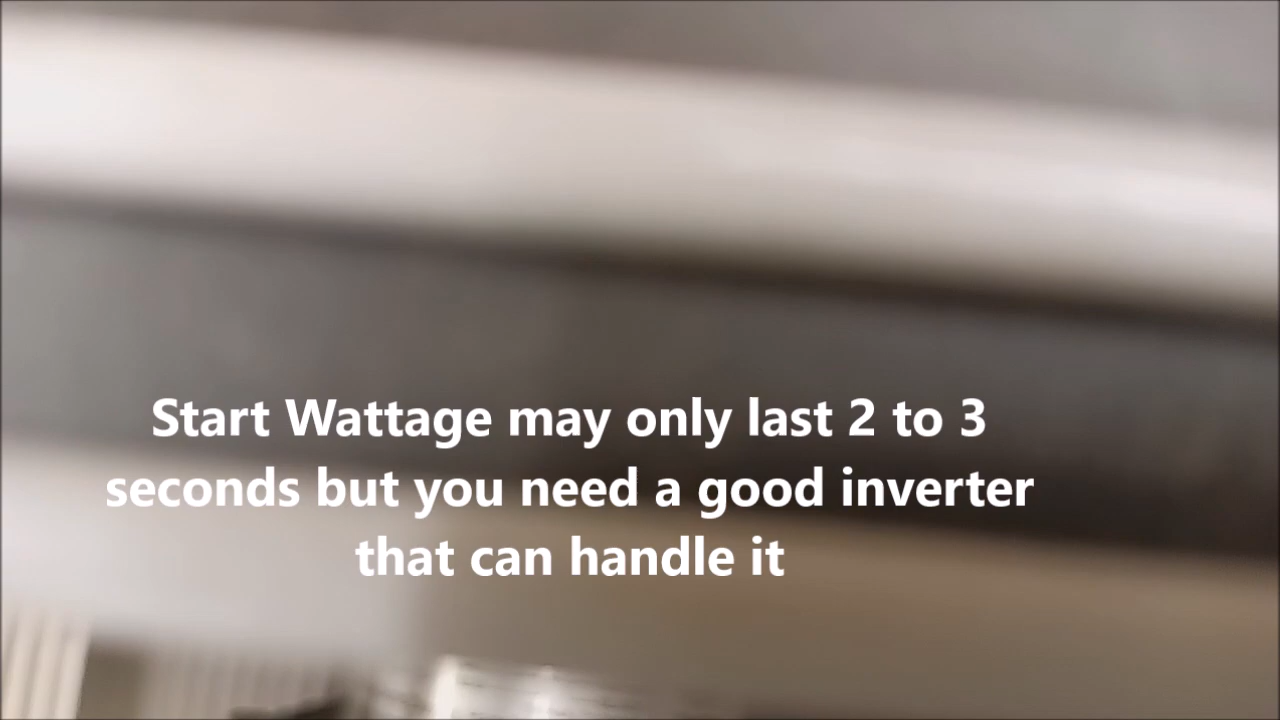 Start Wattage may only last 2 to 3
seconds but you need a good inverter
that can handle it